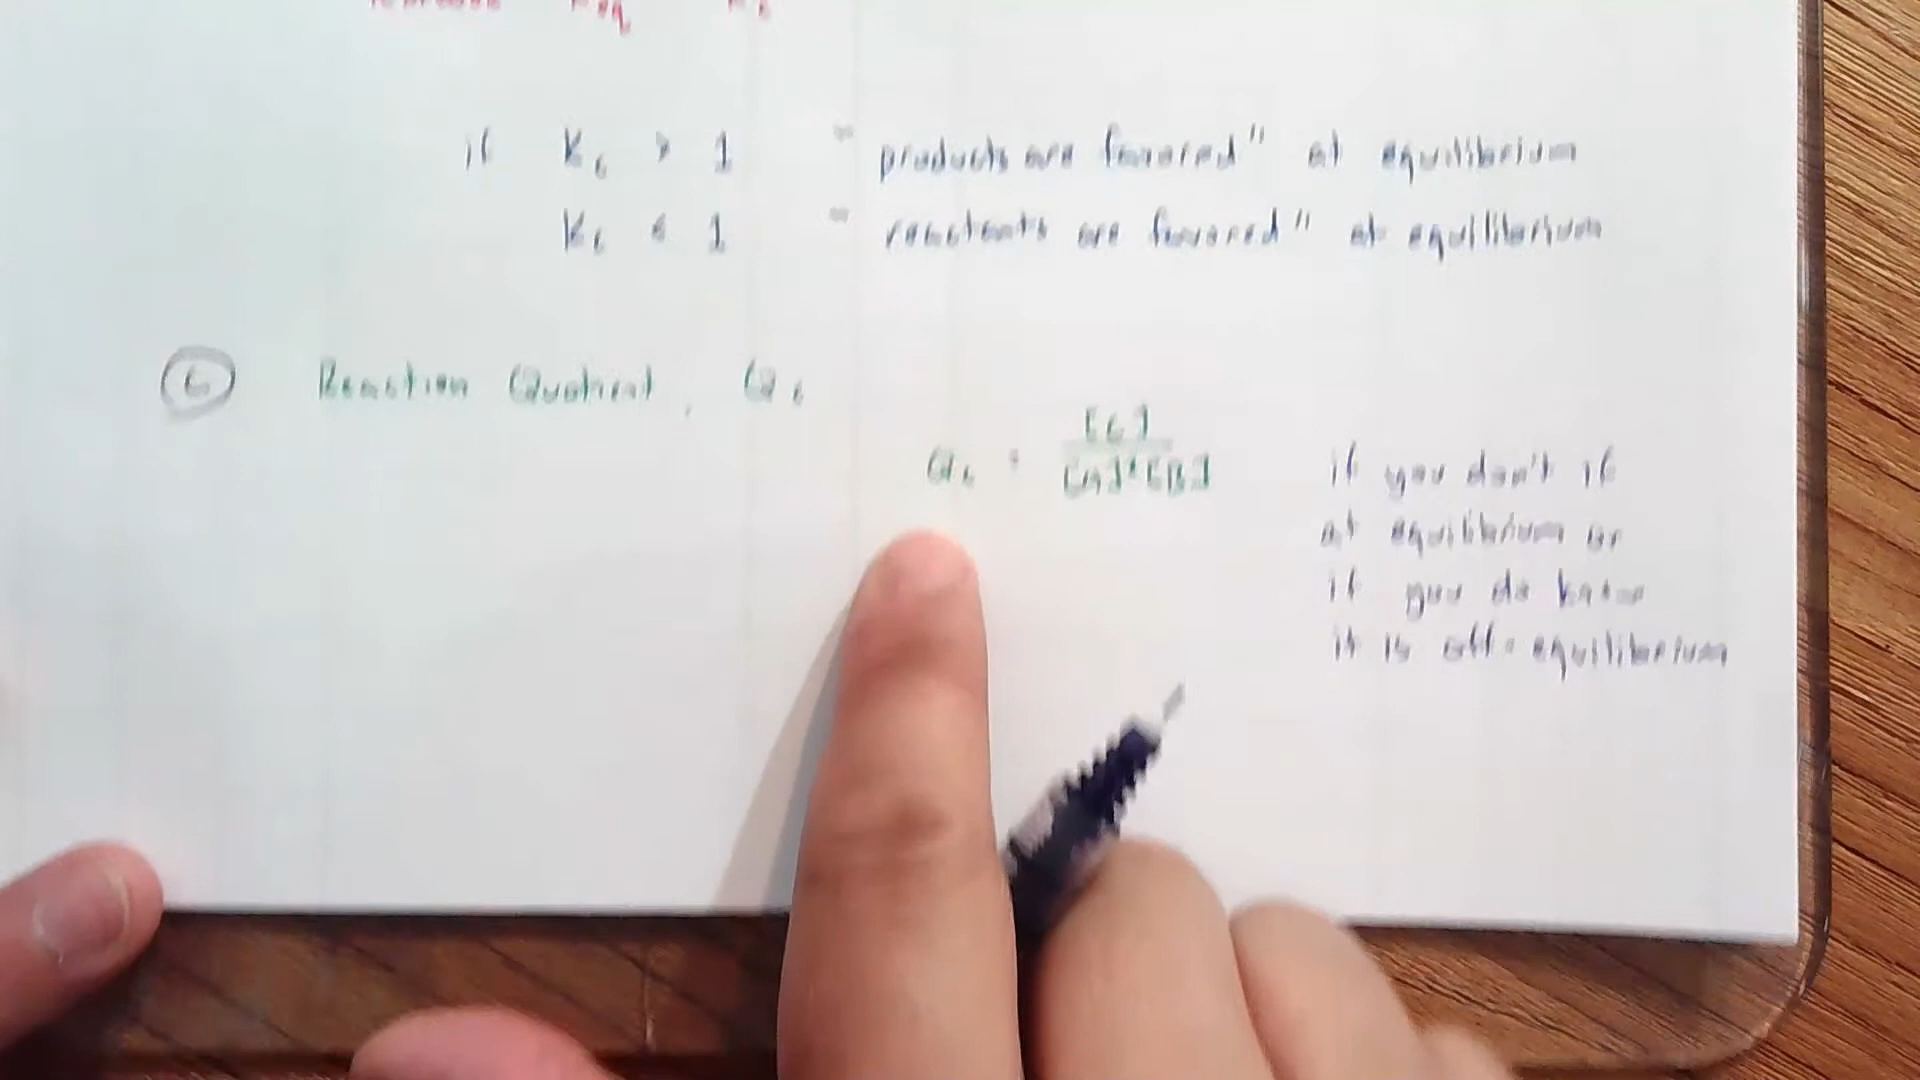 if Kc > 1 "products are favored" at equilibrium
Kc < 1 "reactants are favored" at equilibrium
6 Reaction Quotient, Qc
Qc = [C] / [A]²[B]
if you don't if
at equilibrium or
if you do know
it is off-equilibrium